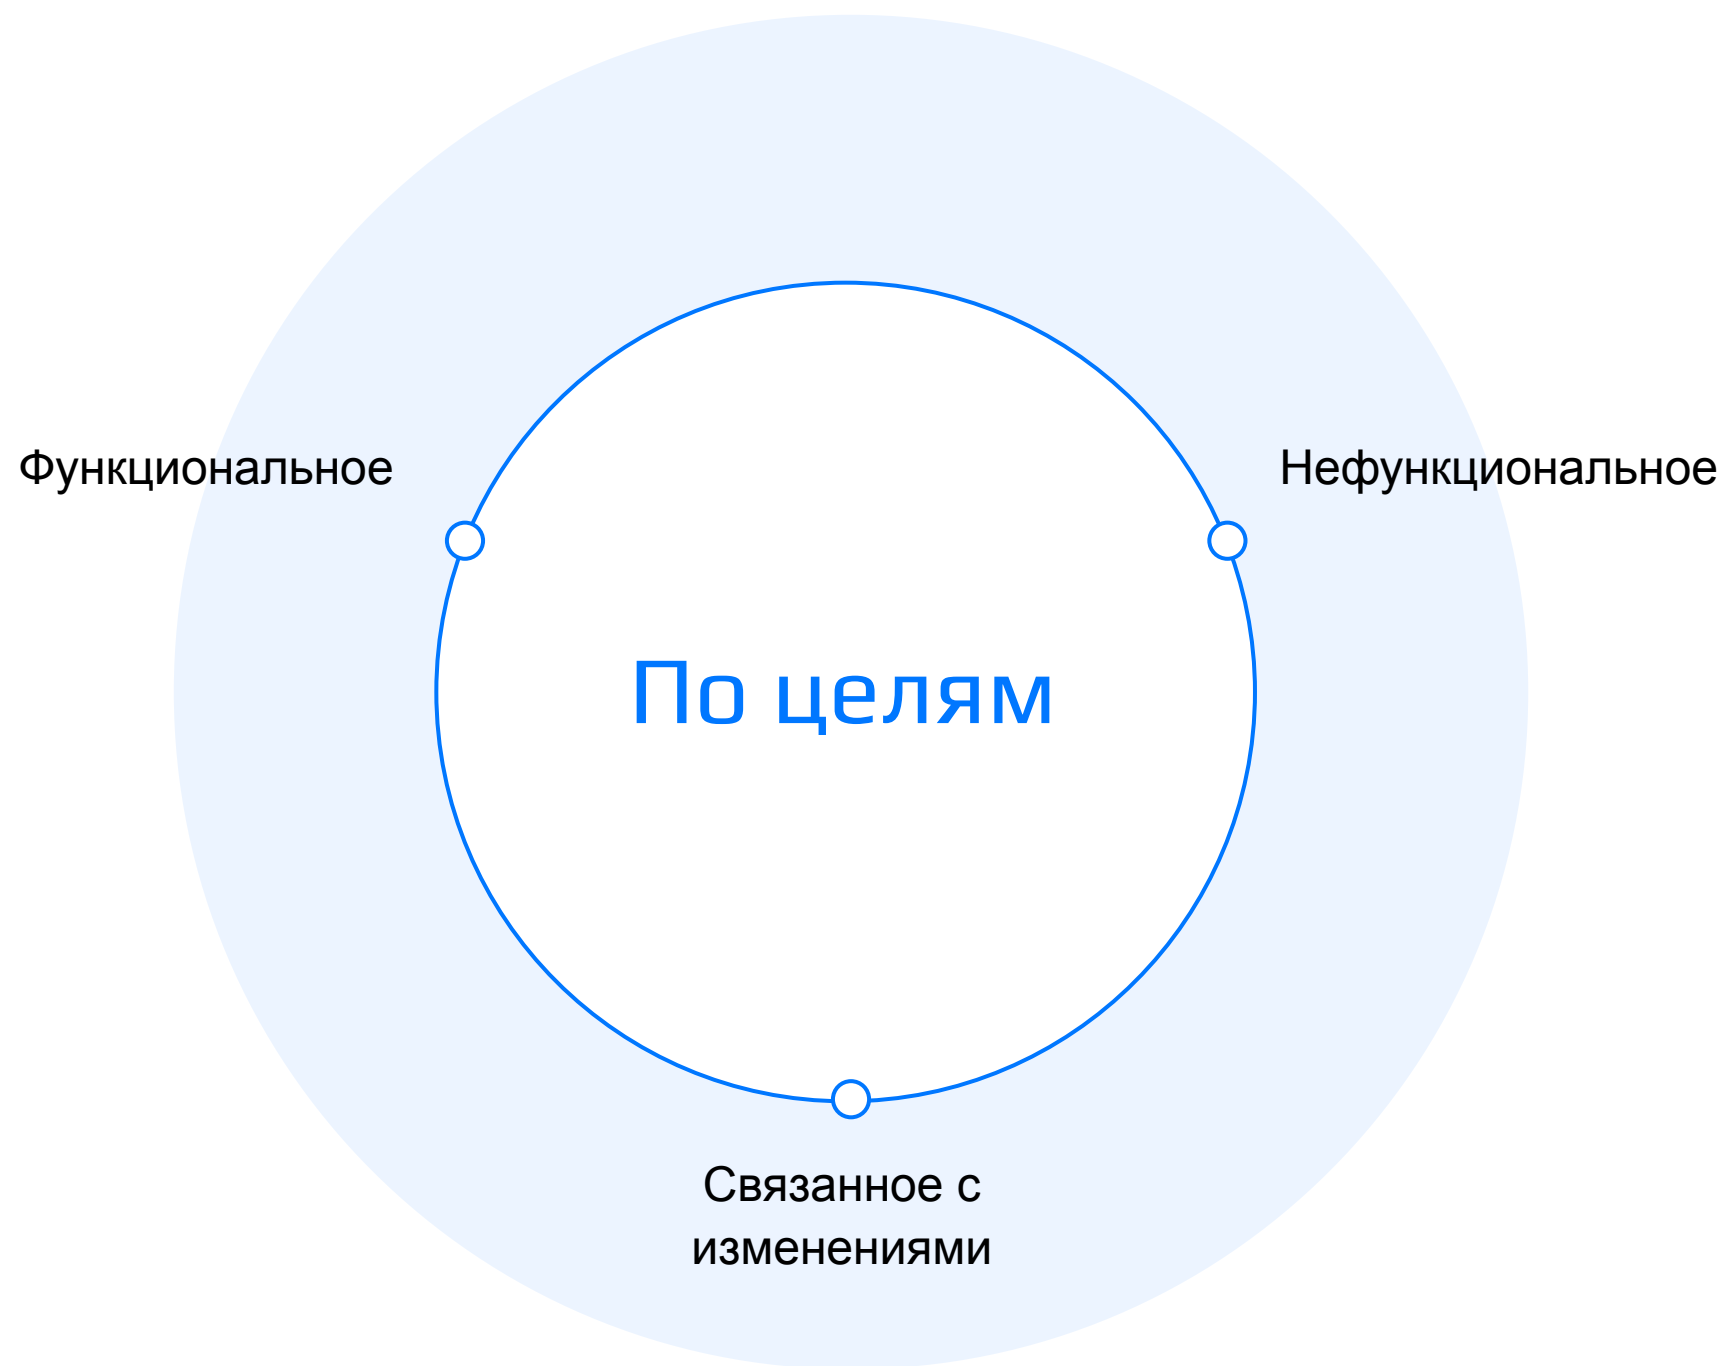 Функциональное
Нефункциональное
По целям
Связанное с
изменениями